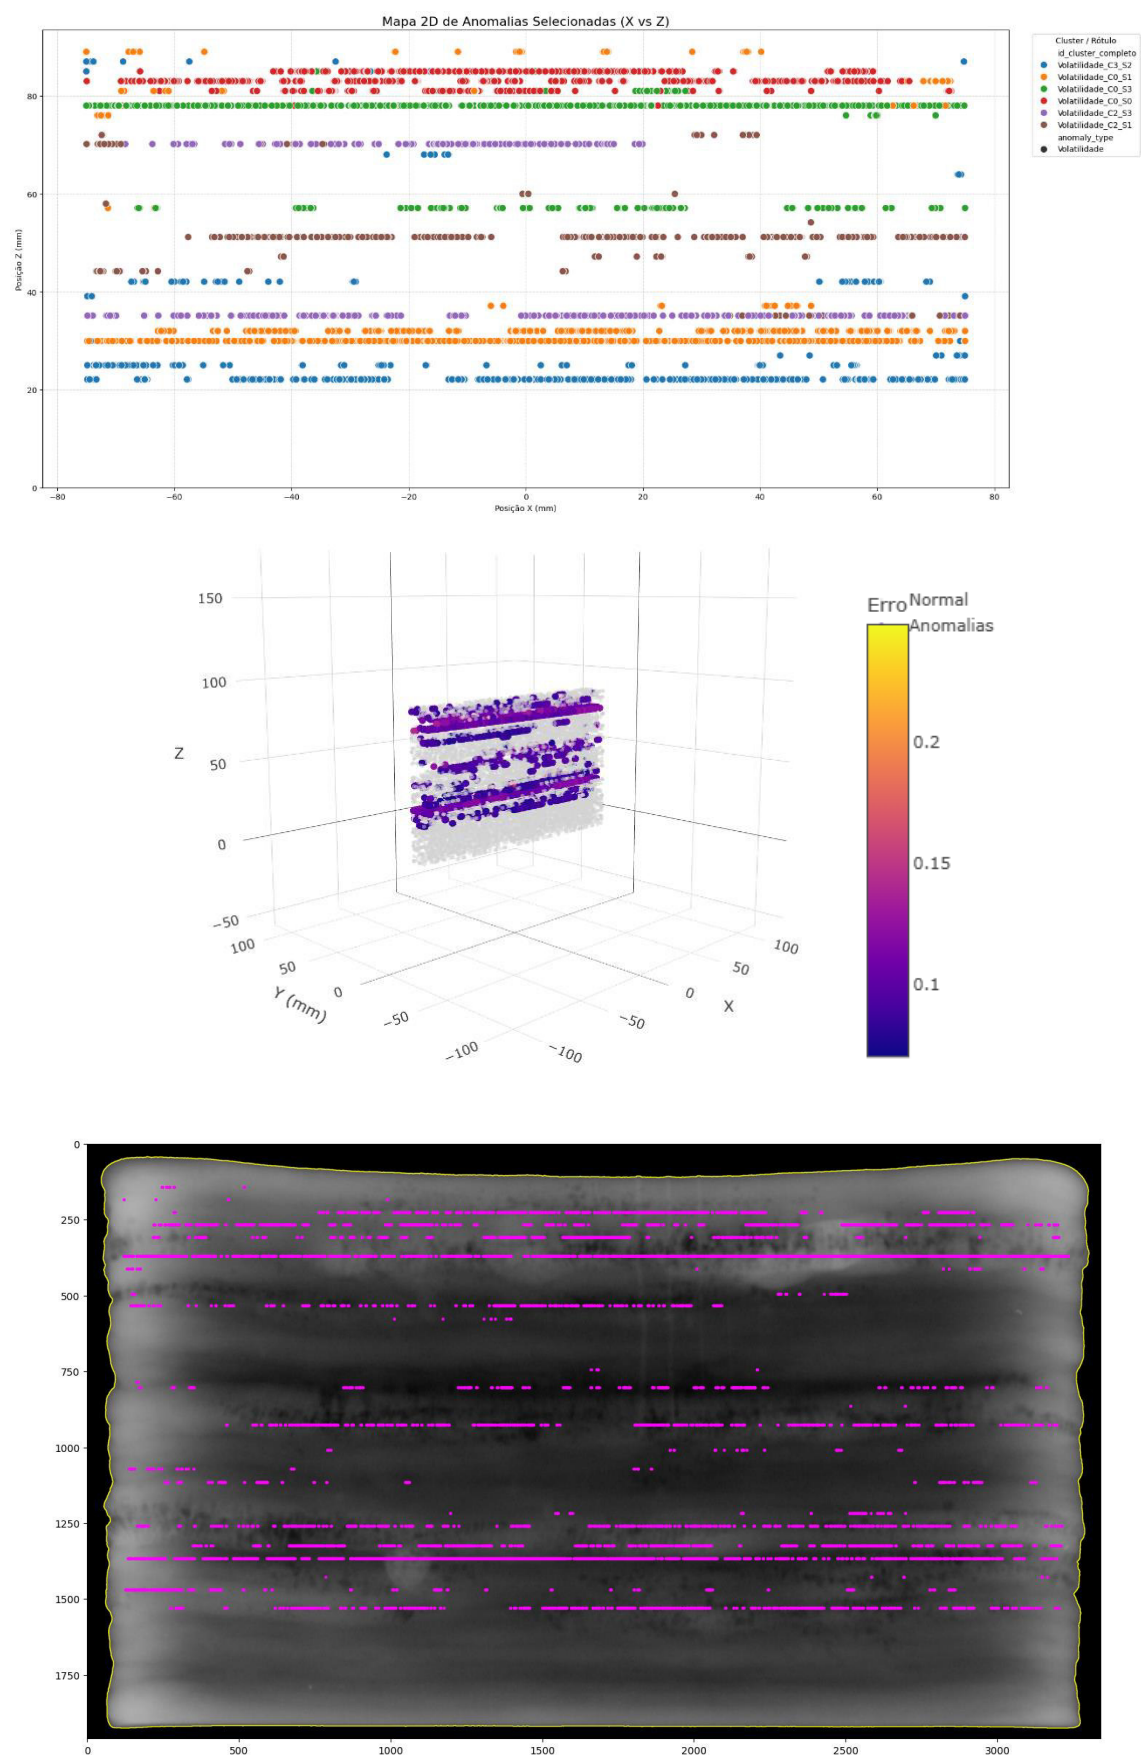 Mapa 2D de Anomalias Selecionadas (X vs Z)
Cluster / Rótulo
id_cluster_completo
Volatilidade_C3_S2
Volatilidade_C0_S1
Volatilidade_C0_S3
Volatilidade_C0_S0
Volatilidade_C2_S3
Volatilidade_C2_S1
anomaly_type
Volatilidade
80
60
40
20
0
Posição Z (mm)
−80 −60 −40 −20 0 20 40 60 80
Posição X (mm)
150
100
50
0
−50
Z
100
50
0
−50
−100
Y (mm)
100
50
0
−50
−100
X
Erro
Normal
Anomalias
0.2
0.15
0.1
0
250
500
750
1000
1250
1500
1750
0 500 1000 1500 2000 2500 3000